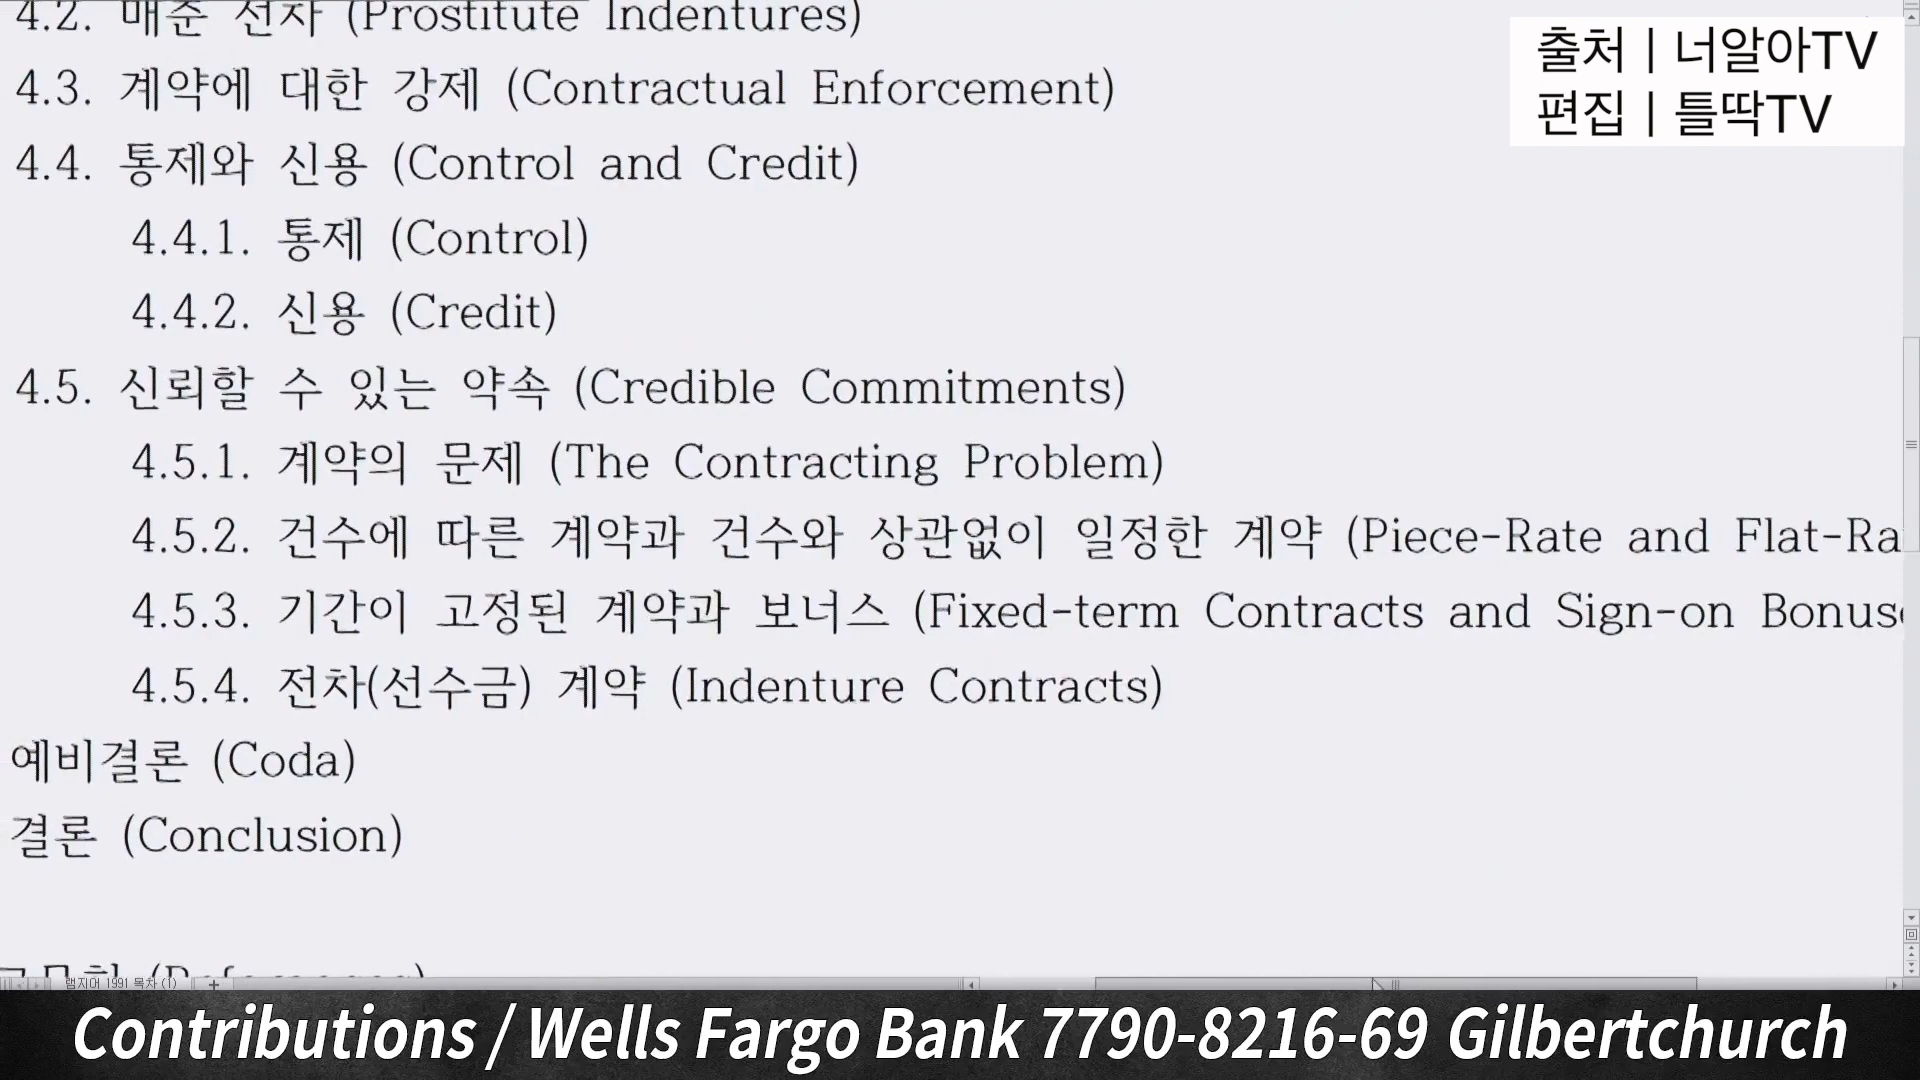 4.2. 매춘 전차 (Prostitute Indentures)
출처 | 너알아TV
편집 | 틀딱TV
4.3. 계약에 대한 강제 (Contractual Enforcement)
4.4. 통제와 신용 (Control and Credit)
4.4.1. 통제 (Control)
4.4.2. 신용 (Credit)
4.5. 신뢰할 수 있는 약속 (Credible Commitments)
4.5.1. 계약의 문제 (The Contracting Problem)
4.5.2. 건수에 따른 계약과 건수와 상관없이 일정한 계약 (Piece-Rate and Flat-Ra
4.5.3. 기간이 고정된 계약과 보너스 (Fixed-term Contracts and Sign-on Bonus
4.5.4. 전차(선수금) 계약 (Indenture Contracts)
예비결론 (Coda)
결론 (Conclusion)
램지어 1991 목차 (1)
Contributions / Wells Fargo Bank 7790-8216-69 Gilbertchurch